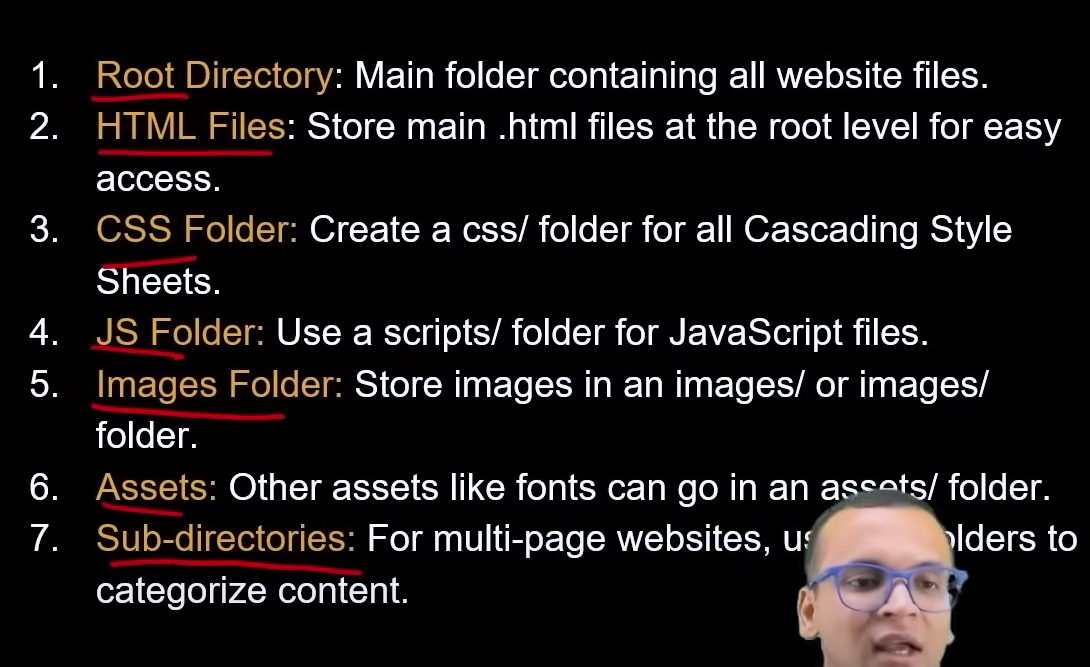 1. Root Directory: Main folder containing all website files.
2. HTML Files: Store main .html files at the root level for easy
access.
3. CSS Folder: Create a css/ folder for all Cascading Style
Sheets.
4. JS Folder: Use a scripts/ folder for JavaScript files.
5. Images Folder: Store images in an images/ or images/
folder.
6. Assets: Other assets like fonts can go in an assets/ folder.
7. Sub-directories: For multi-page websites, to
categorize content.